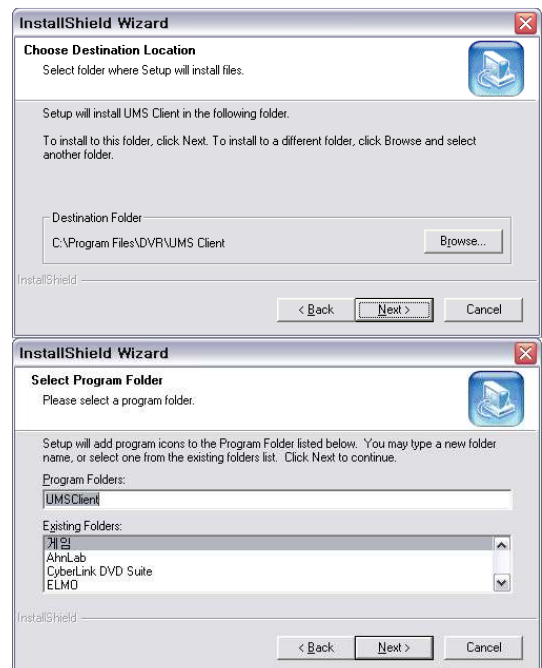 InstallShield Wizard
Choose Destination Location
Select folder where Setup will install files.
Setup will install UMS Client in the following folder.
To install to this folder, click Next. To install to a different folder, click Browse and select
another folder.
Destination Folder
C:\Program Files\DVR\UMS Client
Browse...
InstallShield
< Back
Next >
Cancel
InstallShield Wizard
Select Program Folder
Please select a program folder.
Setup will add program icons to the Program Folder listed below. You may type a new folder
name, or select one from the existing folders list. Click Next to continue.
Program Folders:
UMSClient
Existing Folders:
게임
AhnLab
CyberLink DVD Suite
ELMO
InstallShield
< Back
Next >
Cancel